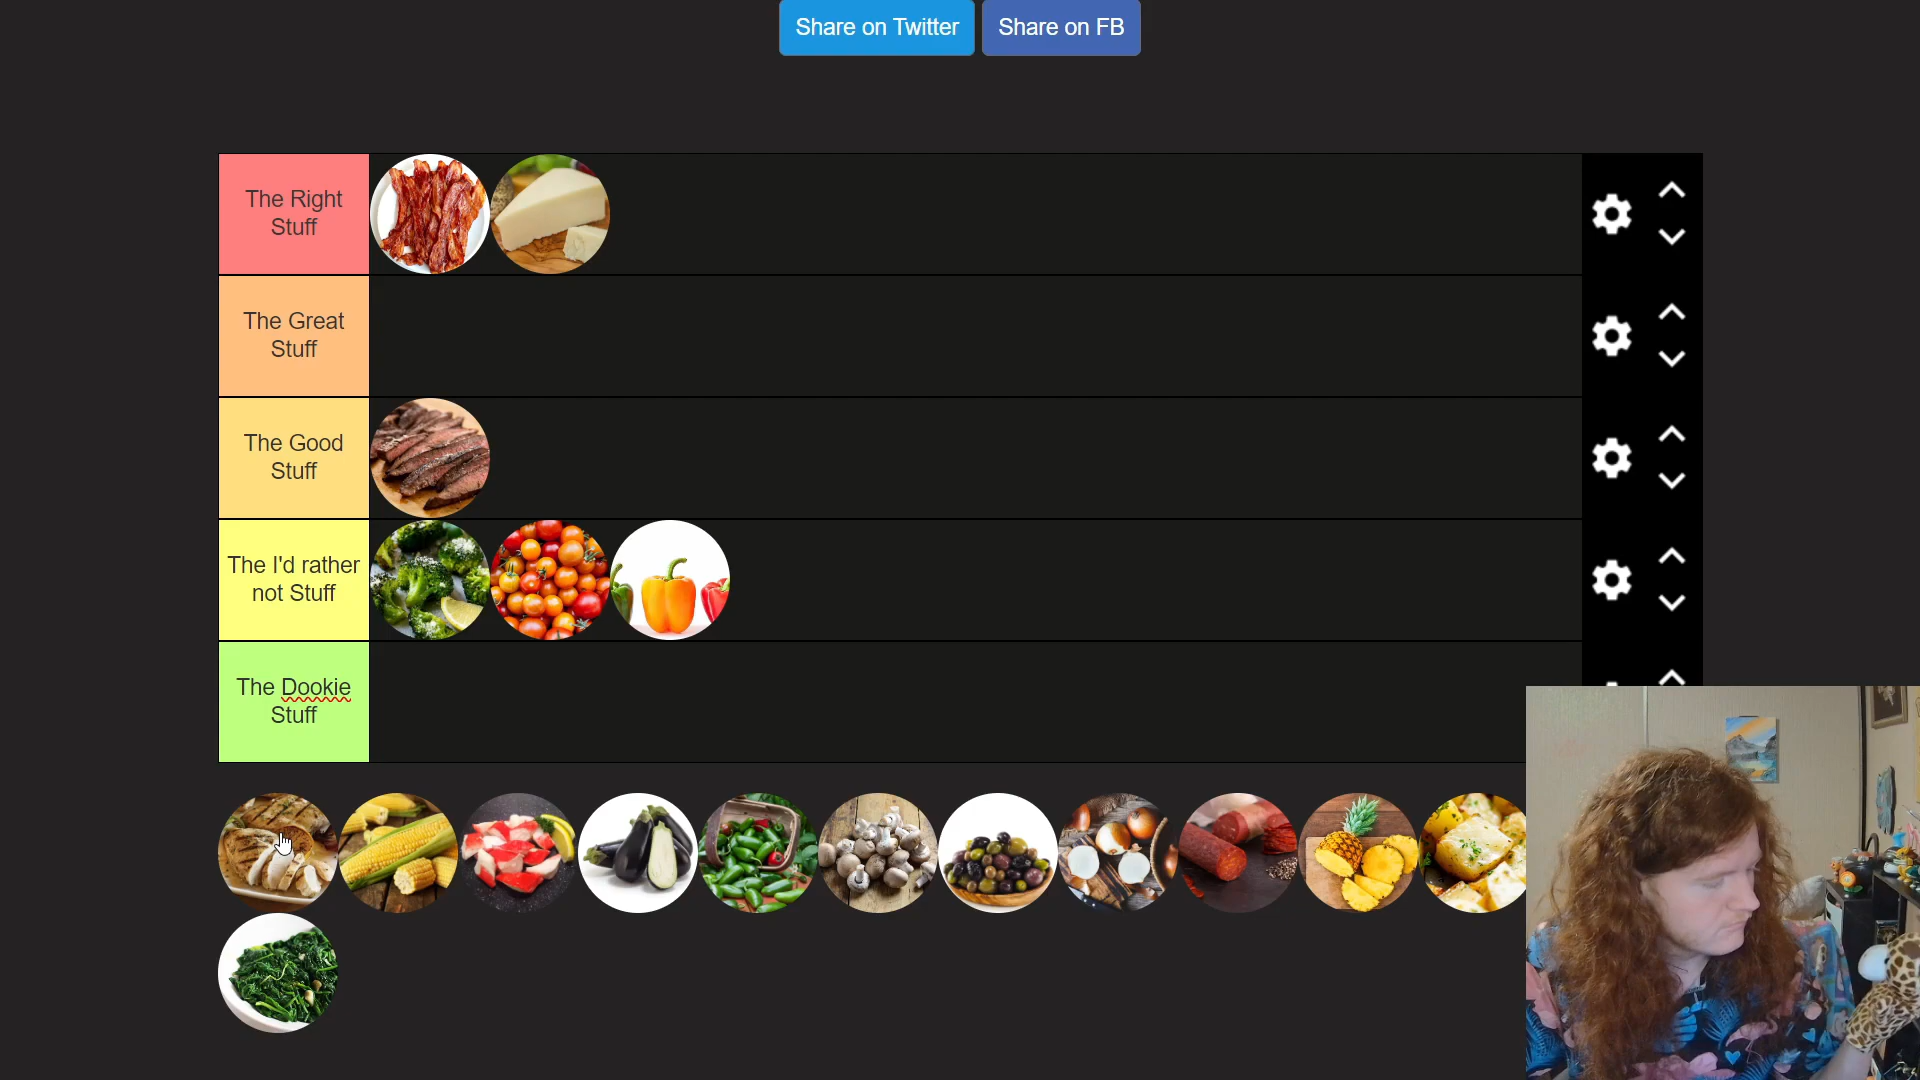 Share on Twitter
Share on FB
The Right
Stuff
The Great
Stuff
The Good
Stuff
The I'd rather
not Stuff
The Dookie
Stuff